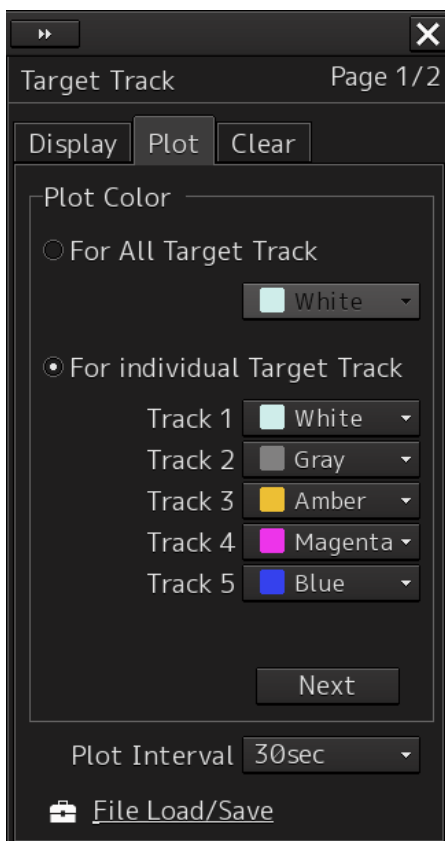 Target Track Page 1/2
Display Plot Clear
Plot Color
For All Target Track
White
For individual Target Track
Track 1 White
Track 2 Gray
Track 3 Amber
Track 4 Magenta
Track 5 Blue
Next
Plot Interval 30sec
File Load/Save